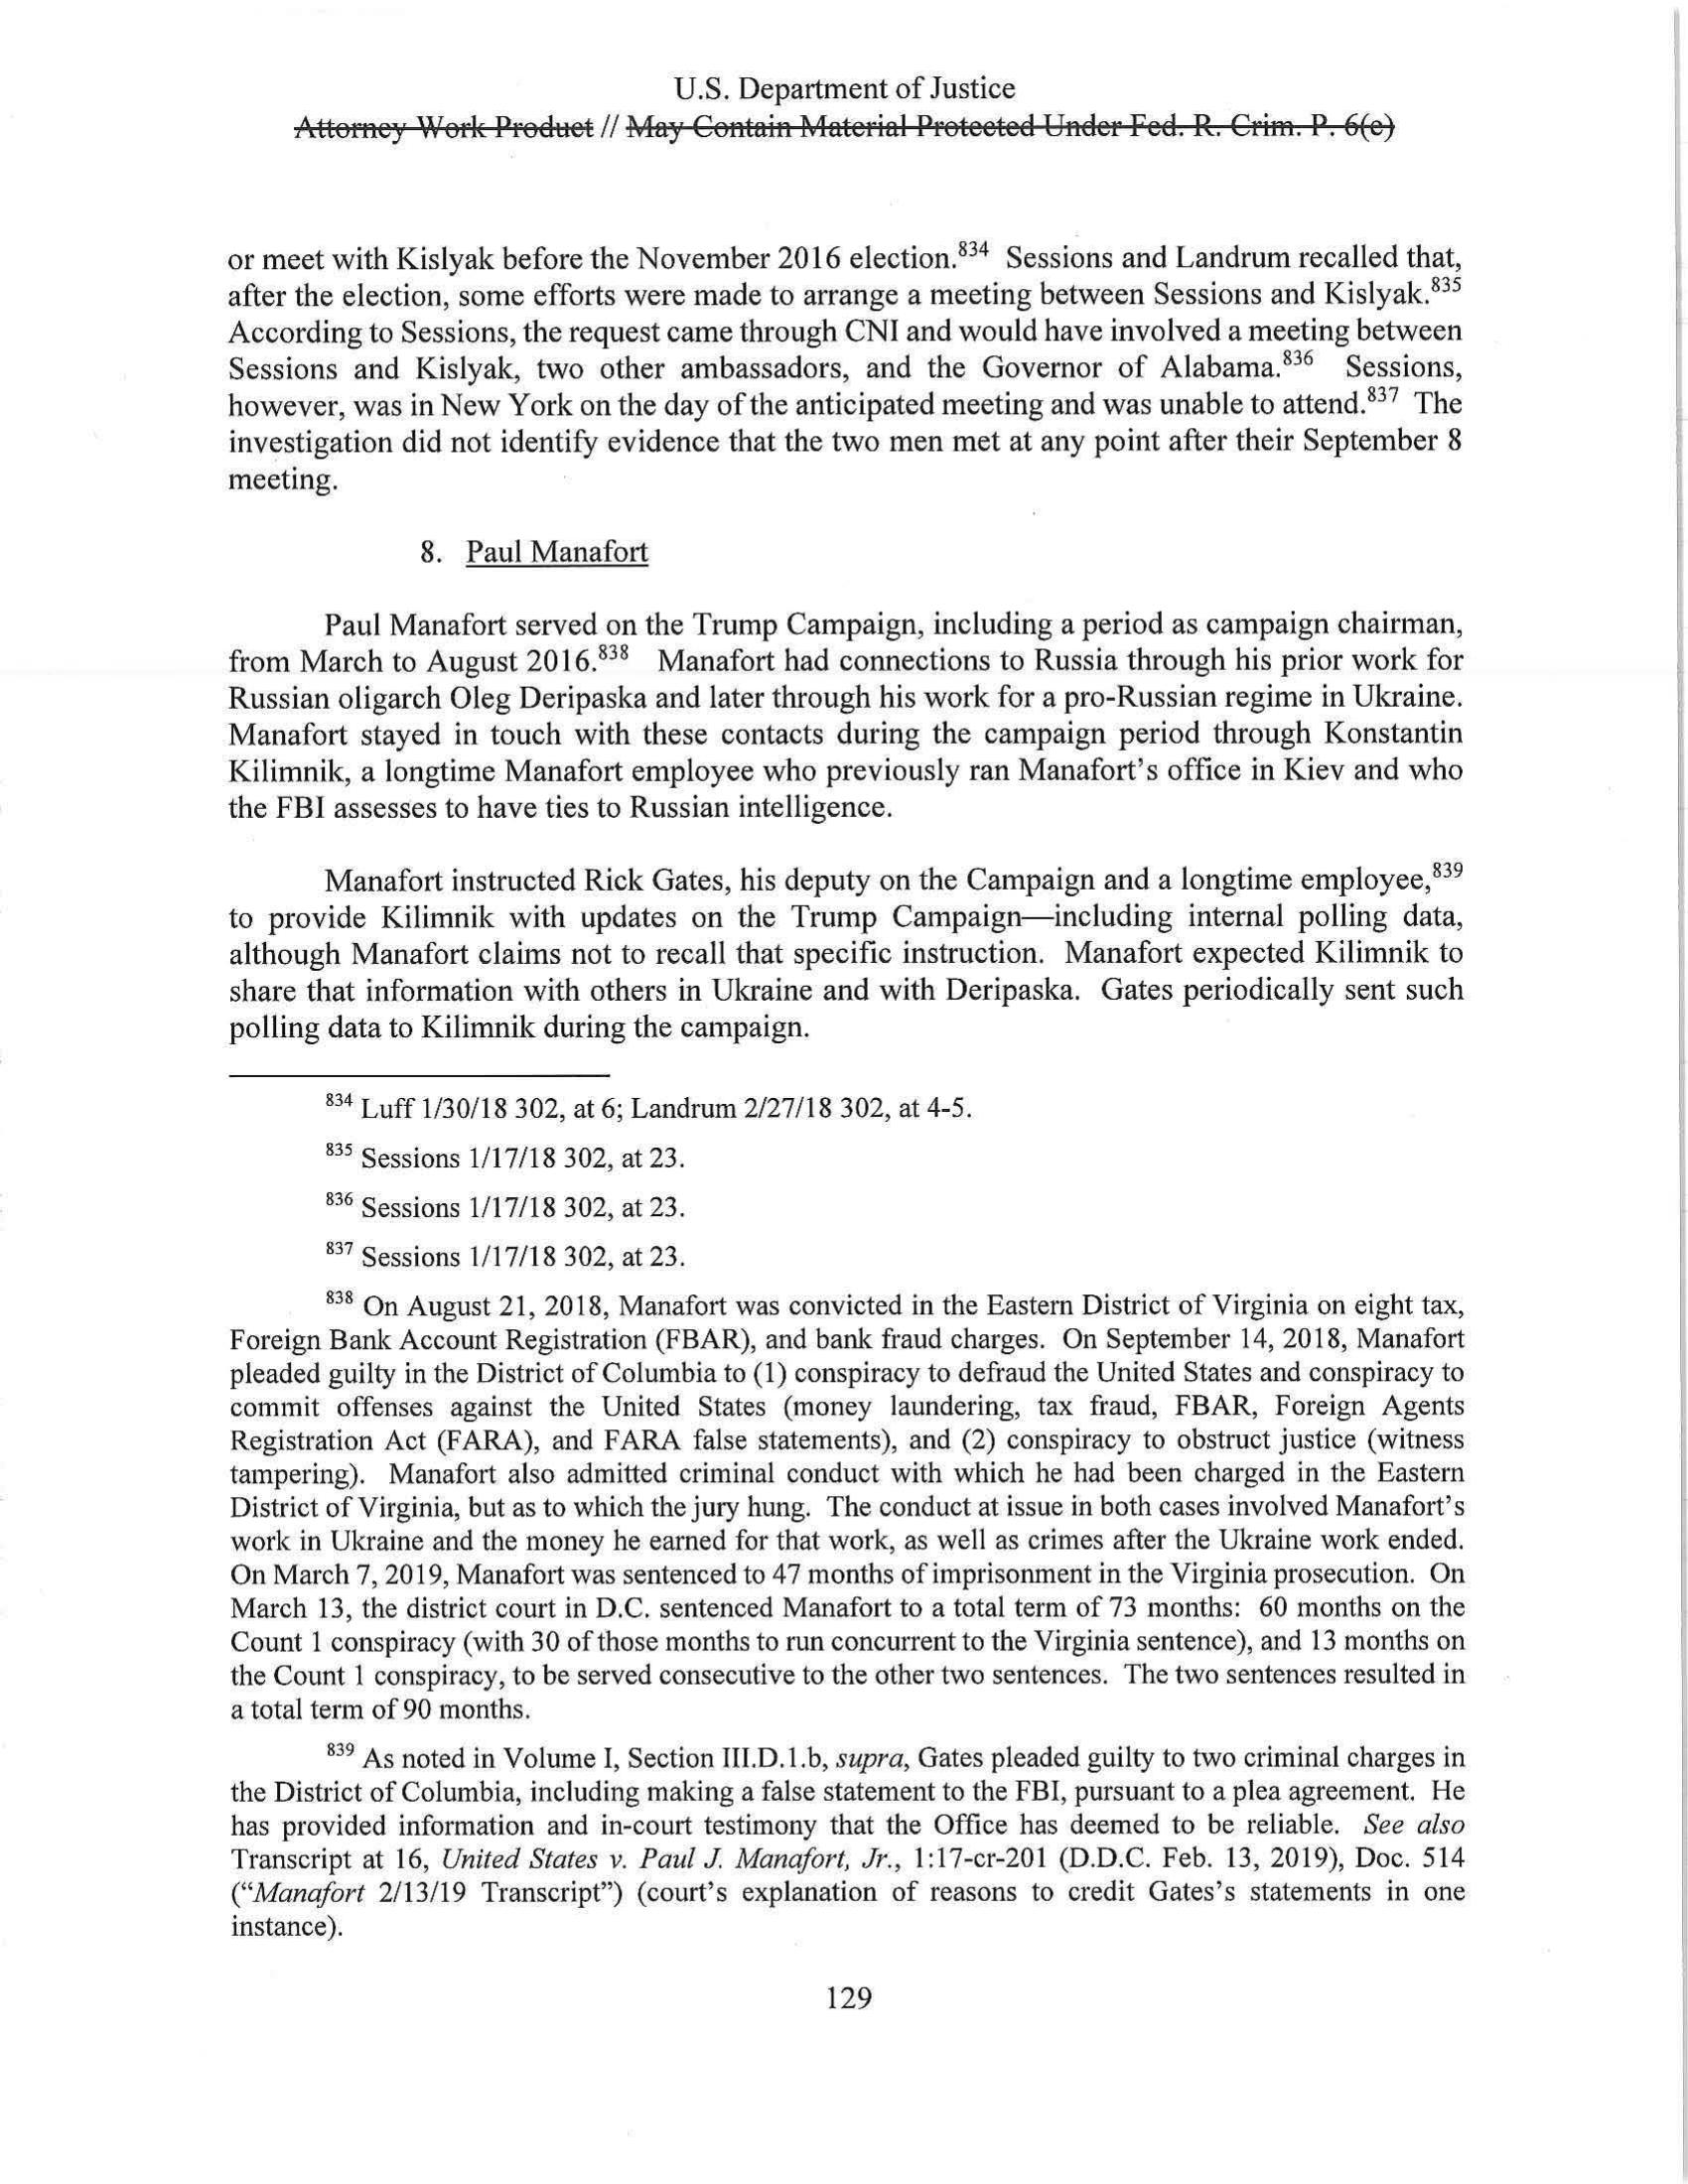 U.S. Department of Justice
Attorney Work Product // May Contain Material Protected Under Fed. R. Crim. P. 6(e)
or meet with Kislyak before the November 2016 election.834 Sessions and Landrum recalled that,
after the election, some efforts were made to arrange a meeting between Sessions and Kislyak.835
According to Sessions, the request came through CNI and would have involved a meeting between
Sessions and Kislyak, two other ambassadors, and the Governor of Alabama.836 Sessions,
however, was in New York on the day of the anticipated meeting and was unable to attend.837 The
investigation did not identify evidence that the two men met at any point after their September 8
meeting.
8. Paul Manafort
Paul Manafort served on the Trump Campaign, including a period as campaign chairman,
from March to August 2016.838 Manafort had connections to Russia through his prior work for
Russian oligarch Oleg Deripaska and later through his work for a pro-Russian regime in Ukraine.
Manafort stayed in touch with these contacts during the campaign period through Konstantin
Kilimnik, a longtime Manafort employee who previously ran Manafort's office in Kiev and who
the FBI assesses to have ties to Russian intelligence.
Manafort instructed Rick Gates, his deputy on the Campaign and a longtime employee,839
to provide Kilimnik with updates on the Trump Campaign—including internal polling data,
although Manafort claims not to recall that specific instruction. Manafort expected Kilimnik to
share that information with others in Ukraine and with Deripaska. Gates periodically sent such
polling data to Kilimnik during the campaign.
834 Luff 1/30/18 302, at 6; Landrum 2/27/18 302, at 4-5.
835 Sessions 1/17/18 302, at 23.
836 Sessions 1/17/18 302, at 23.
837 Sessions 1/17/18 302, at 23.
838 On August 21, 2018, Manafort was convicted in the Eastern District of Virginia on eight tax,
Foreign Bank Account Registration (FBAR), and bank fraud charges. On September 14, 2018, Manafort
pleaded guilty in the District of Columbia to (1) conspiracy to defraud the United States and conspiracy to
commit offenses against the United States (money laundering, tax fraud, FBAR, Foreign Agents
Registration Act (FARA), and FARA false statements), and (2) conspiracy to obstruct justice (witness
tampering). Manafort also admitted criminal conduct with which he had been charged in the Eastern
District of Virginia, but as to which the jury hung. The conduct at issue in both cases involved Manafort's
work in Ukraine and the money he earned for that work, as well as crimes after the Ukraine work ended.
On March 7, 2019, Manafort was sentenced to 47 months of imprisonment in the Virginia prosecution. On
March 13, the district court in D.C. sentenced Manafort to a total term of 73 months: 60 months on the
Count 1 conspiracy (with 30 of those months to run concurrent to the Virginia sentence), and 13 months on
the Count 1 conspiracy, to be served consecutive to the other two sentences. The two sentences resulted in
a total term of 90 months.
839 As noted in Volume I, Section III.D.1.b, supra, Gates pleaded guilty to two criminal charges in
the District of Columbia, including making a false statement to the FBI, pursuant to a plea agreement. He
has provided information and in-court testimony that the Office has deemed to be reliable. See also
Transcript at 16, United States v. Paul J. Manafort, Jr., 1:17-cr-201 (D.D.C. Feb. 13, 2019), Doc. 514
("Manafort 2/13/19 Transcript") (court's explanation of reasons to credit Gates's statements in one
instance).
129